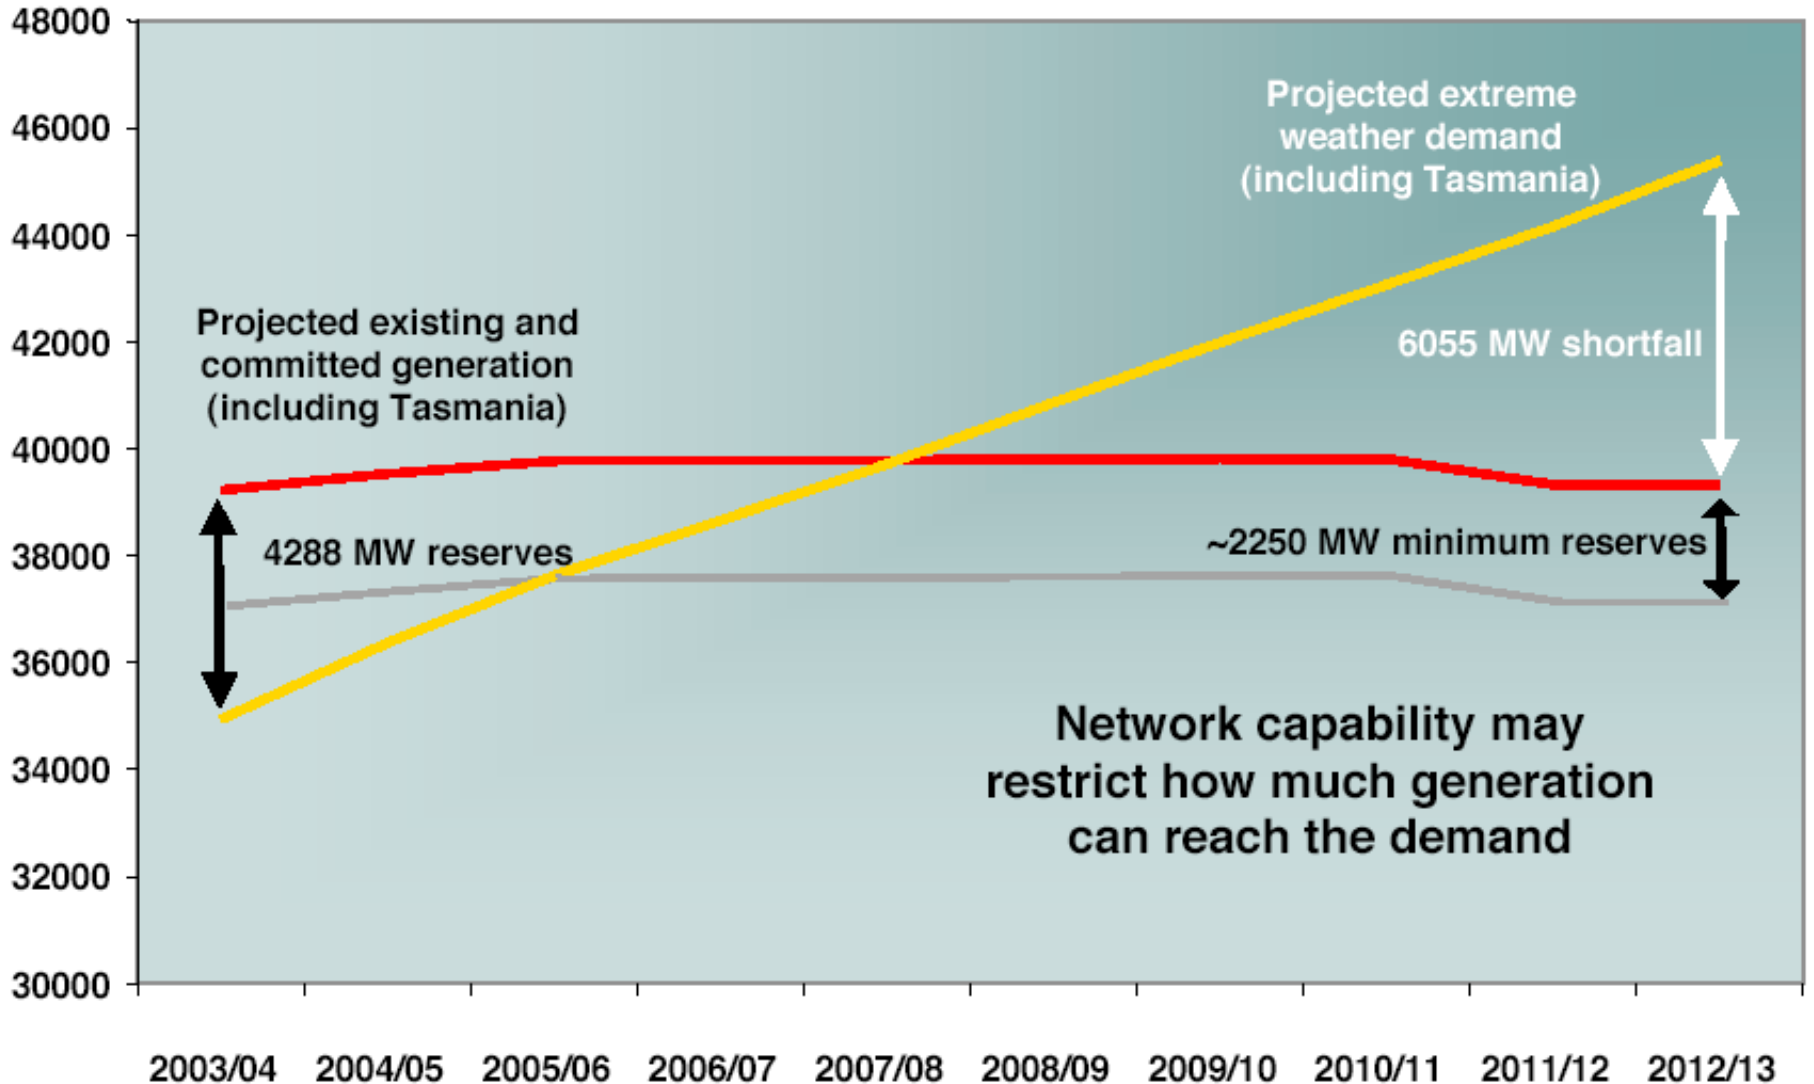 48000
46000
44000
42000
40000
38000
36000
34000
32000
30000
Projected extreme
weather demand
(including Tasmania)
Projected existing and
committed generation
(including Tasmania)
6055 MW shortfall
4288 MW reserves
~2250 MW minimum reserves
Network capability may
restrict how much generation
can reach the demand
2003/04 2004/05 2005/06 2006/07 2007/08 2008/09 2009/10 2010/11 2011/12 2012/13